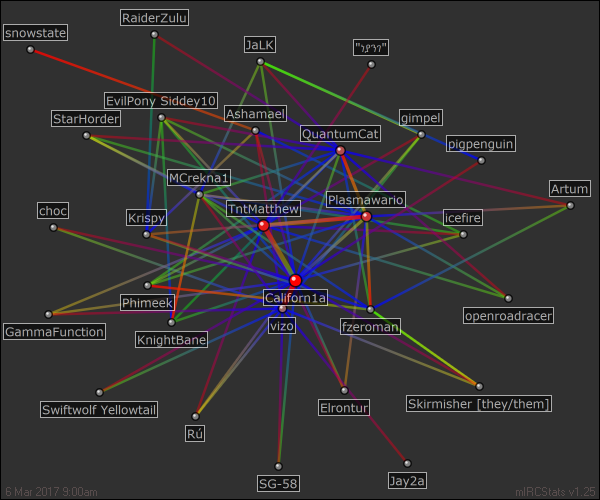 RaiderZulu
snowstate
JaLK
EvilPony Siddey10
Ashamael
StarHorder
gimpel
QuantumCat
pigpenguin
MCrekna1
Artum
Plasmawario
TntMatthew
choc
Krispy
icefire
Californ1a
Phimeek
openroadracer
GammaFunction
vizo
fzeroman
KnightBane
Swiftwolf Yellowtail
Elrontur
Skirmisher [they/them]
Rú
SG-58
Jay2a
6 Mar 2017 9:00am
mIRCStats v1.25